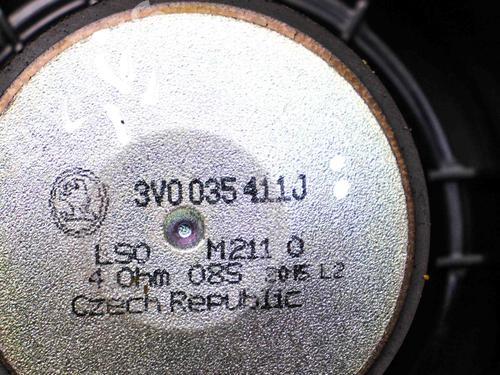 3V0 035 411J
LSO M211 0
4 Ohm 085 2015 L2
Czech Republic